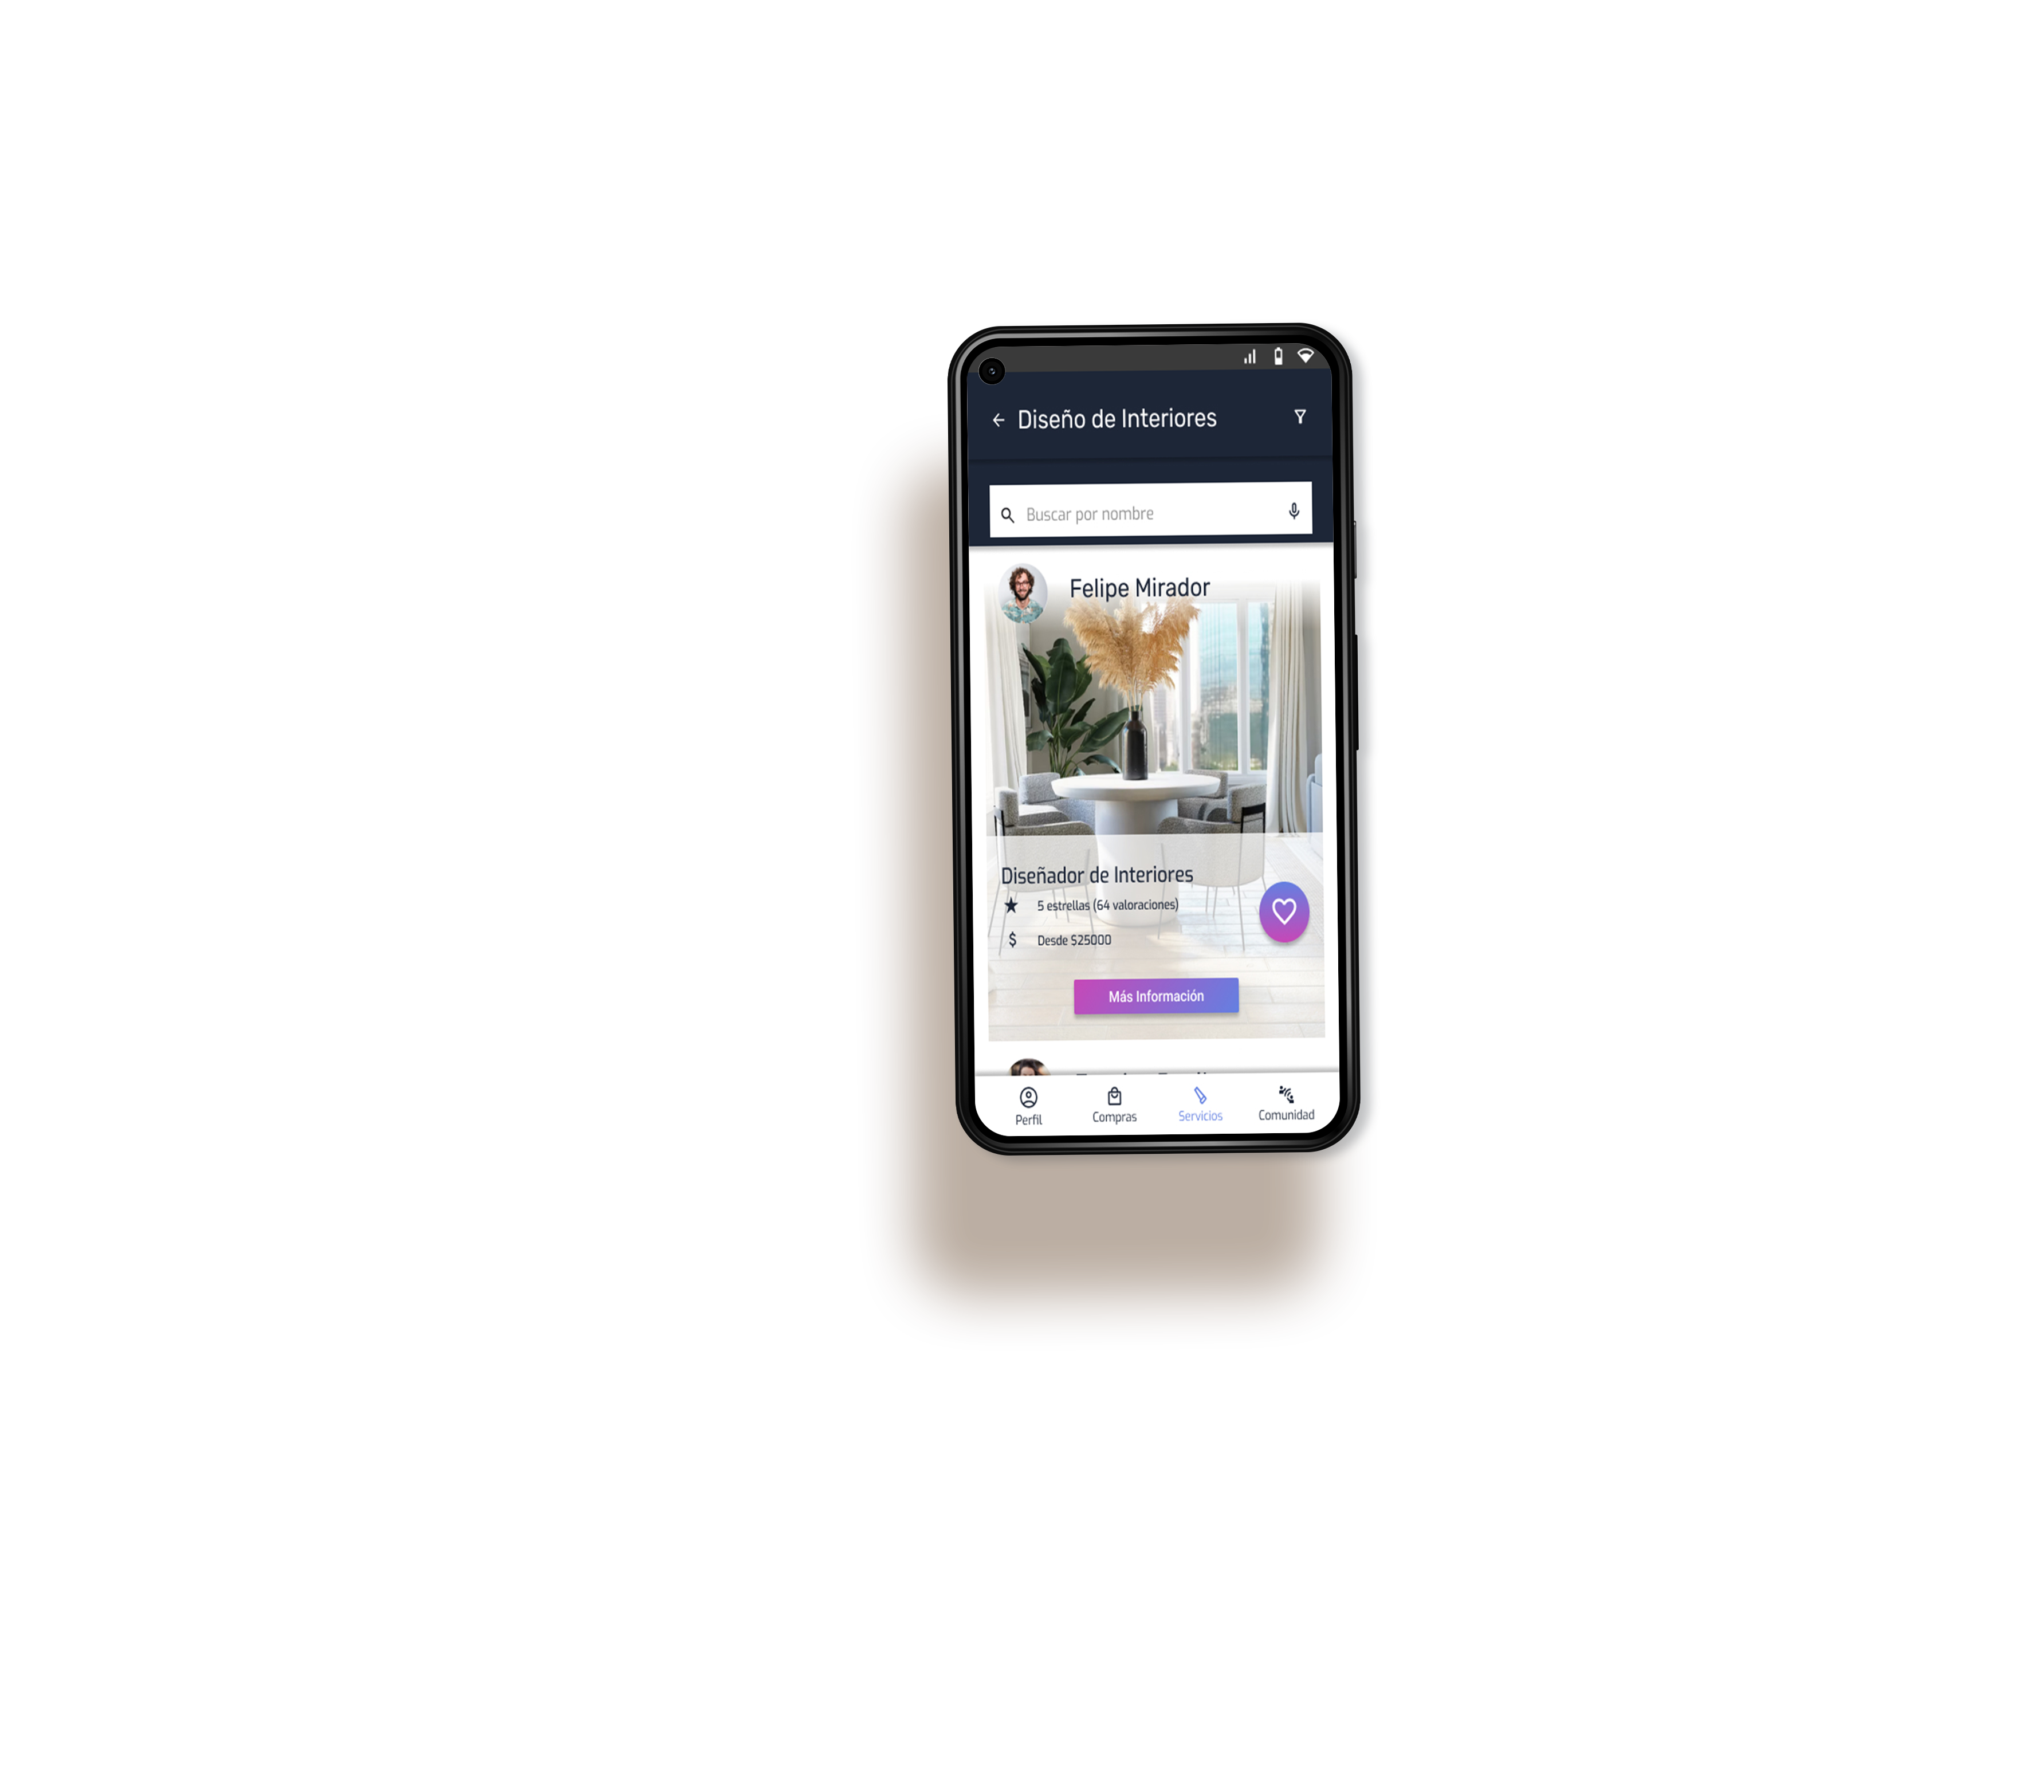 Diseño de Interiores
Buscar por nombre
Felipe Mirador
Diseñador de Interiores
5 estrellas (64 valoraciones)
$ Desde $25000
Más Información
Perfil Compras Servicios Comunidad